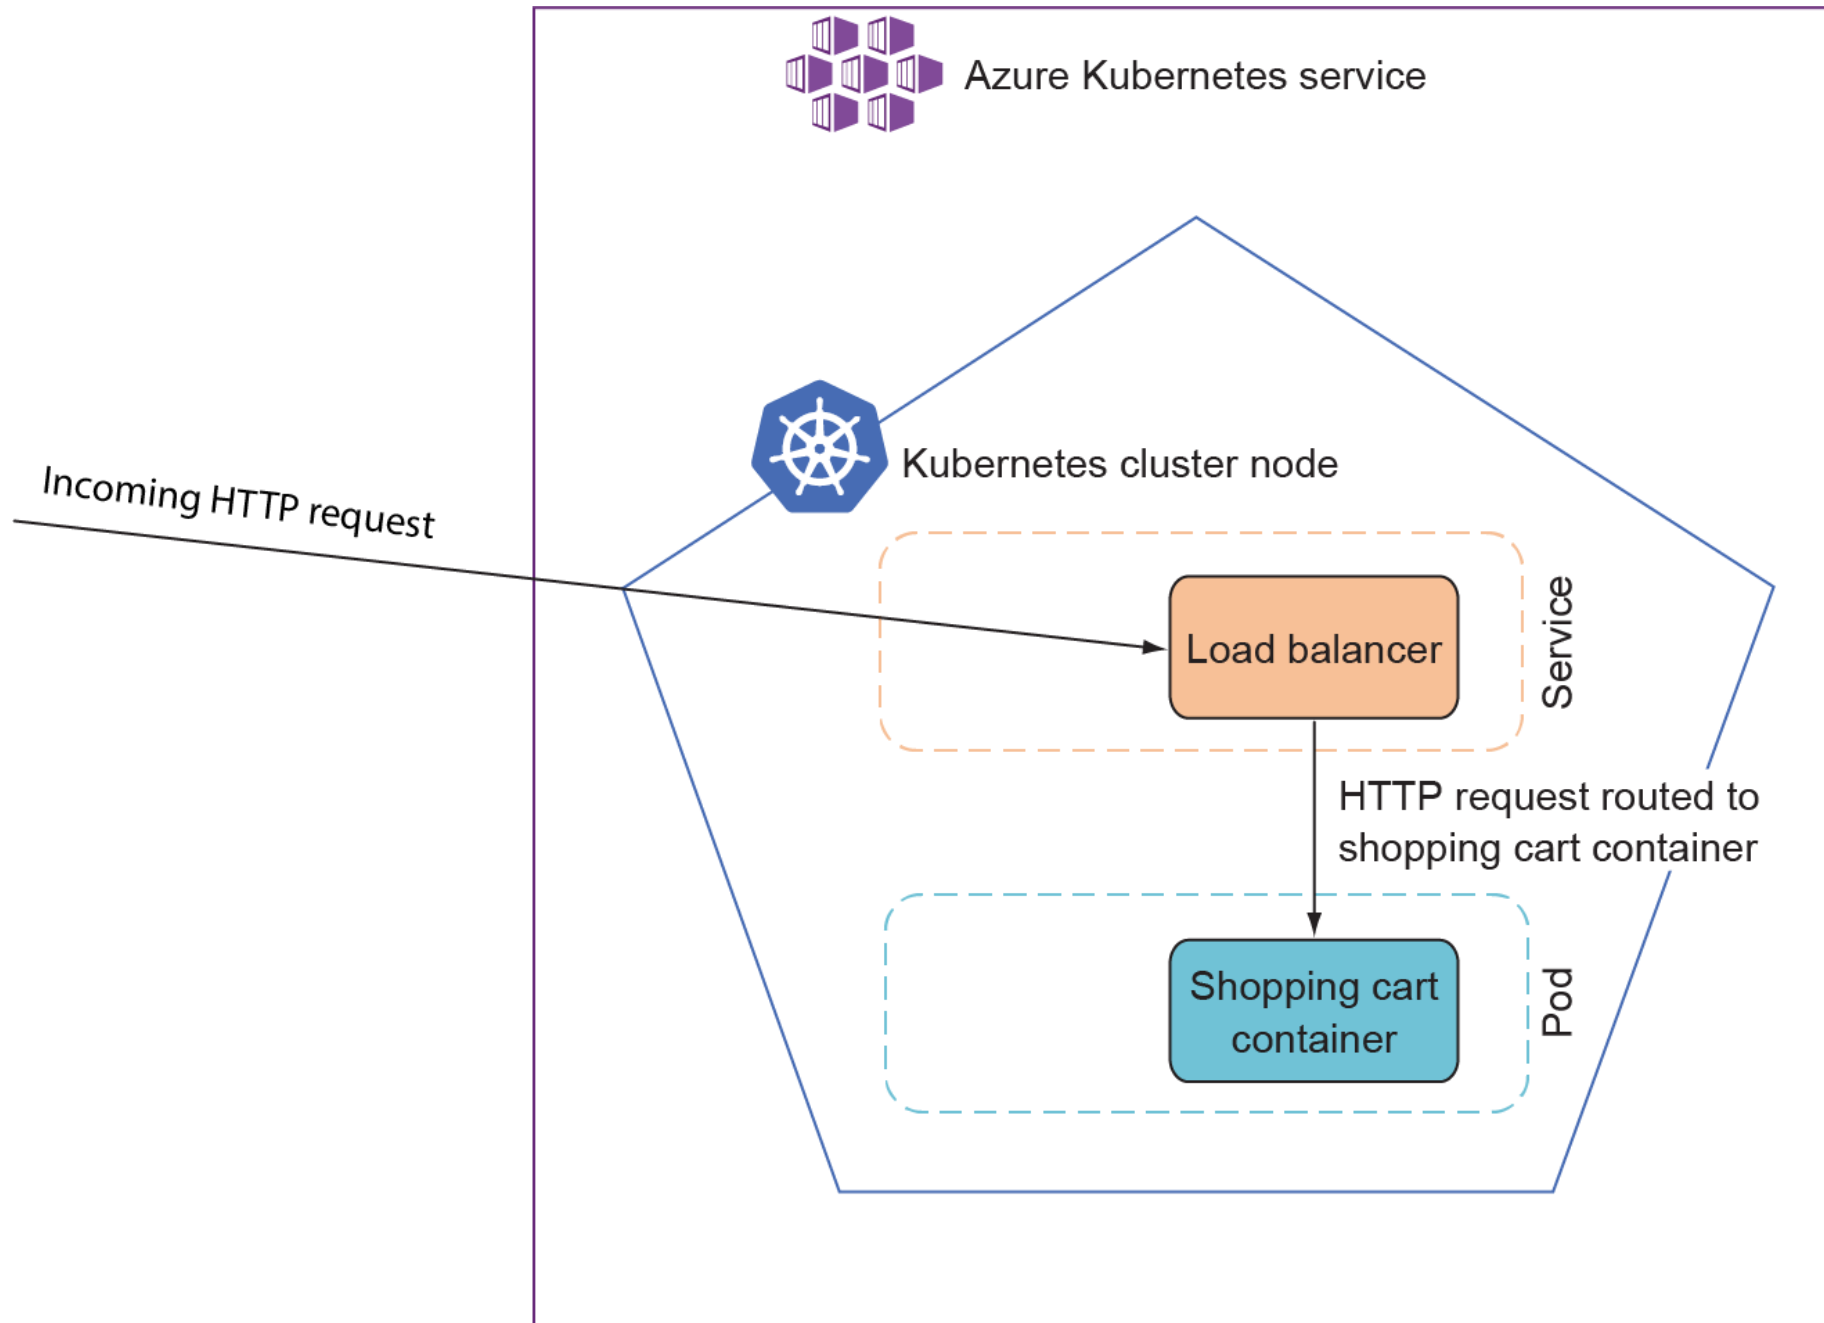 Azure Kubernetes service
Kubernetes cluster node
Incoming HTTP request
Load balancer
Service
HTTP request routed to
shopping cart container
Shopping cart
container
Pod